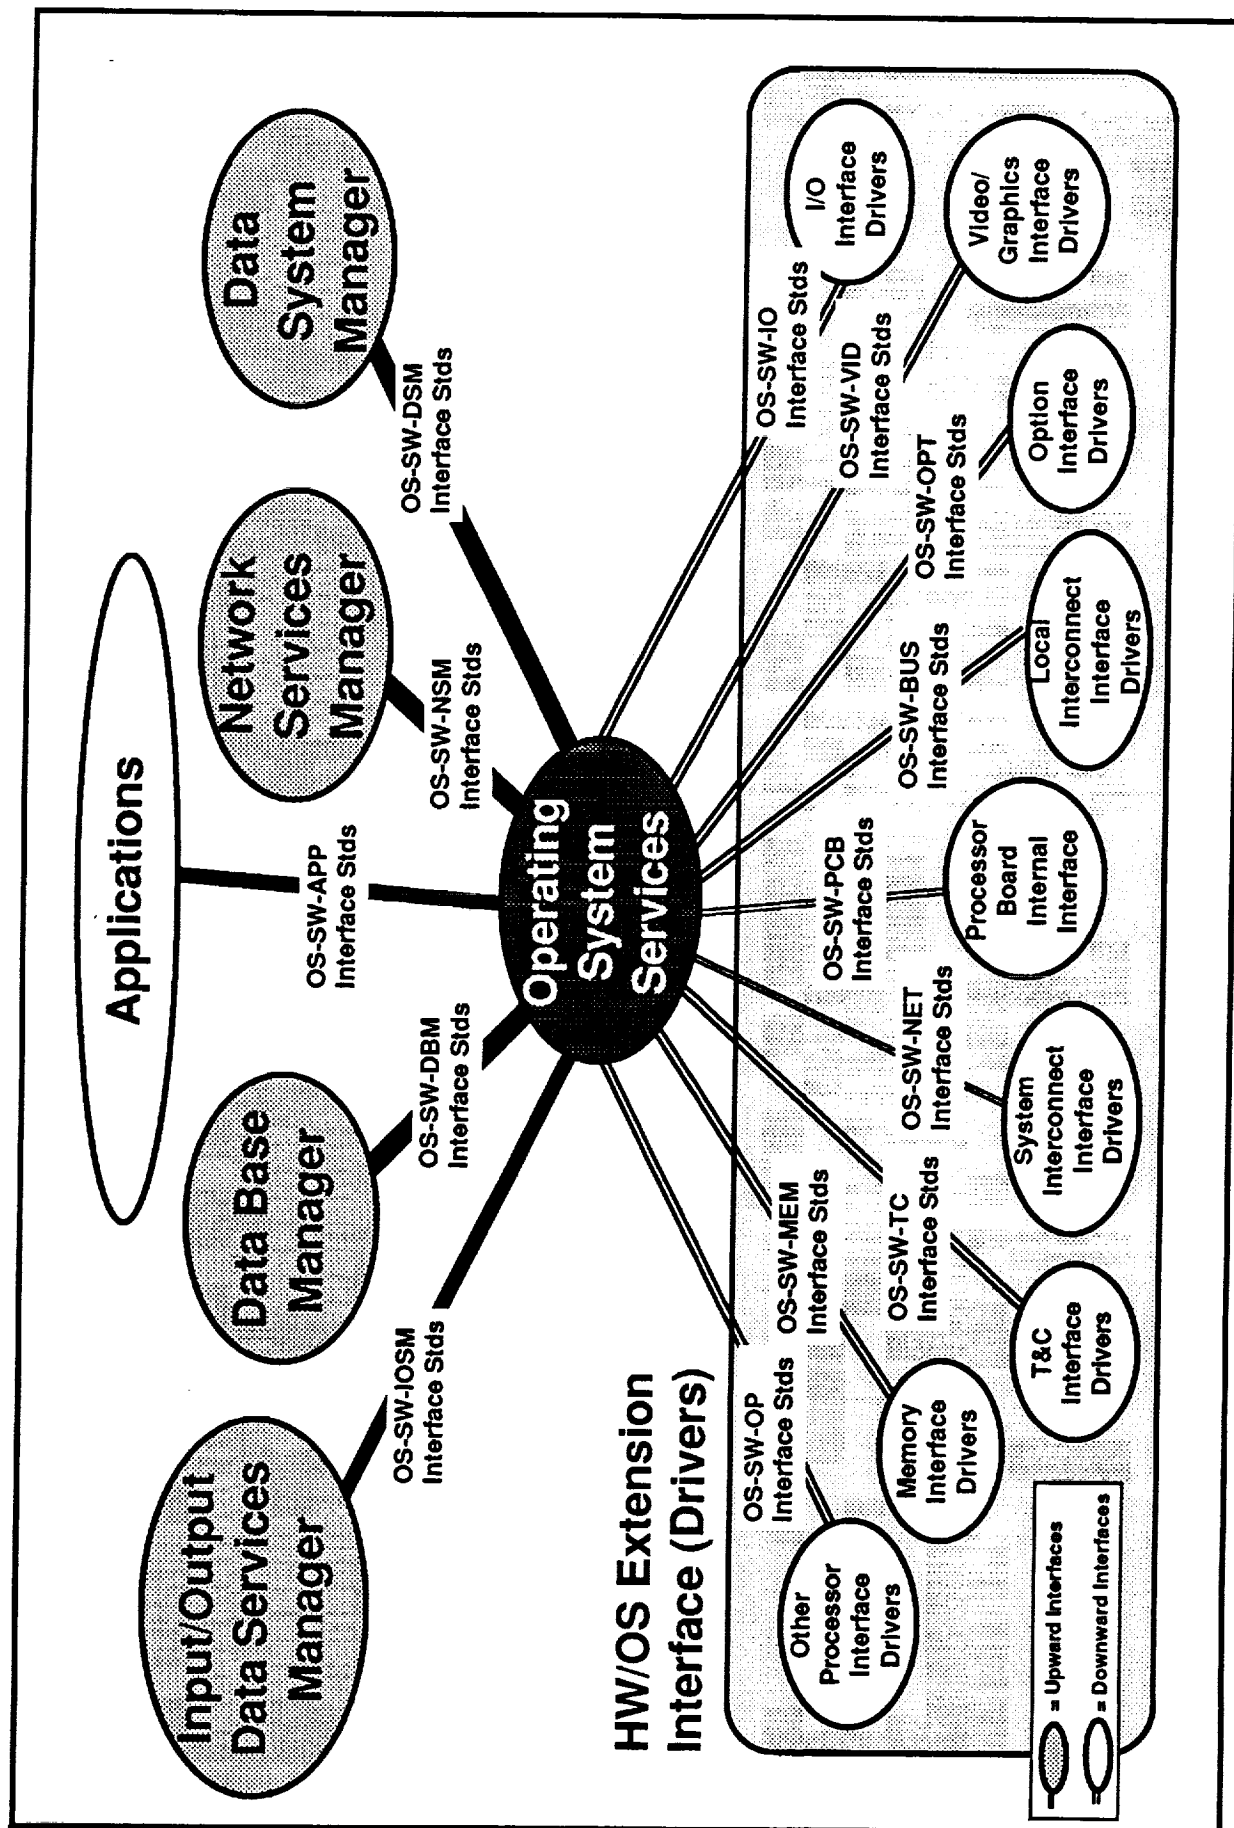 Applications
Input/Output
Data Services
Manager
Data Base
Manager
Network
Services
Manager
Data
System
Manager
OS-SW-IOSM
Interface Stds
OS-SW-DBM
Interface Stds
OS-SW-APP
Interface Stds
OS-SW-NSM
Interface Stds
OS-SW-DSM
Interface Stds
Operating
System
Services
HW/OS Extension
Interface (Drivers)
OS-SW-OP
Interface Stds
OS-SW-MEM
Interface Stds
OS-SW-TC
Interface Stds
OS-SW-NET
Interface Stds
OS-SW-PCB
Interface Stds
OS-SW-BUS
Interface Stds
OS-SW-OPT
Interface Stds
OS-SW-VID
Interface Stds
OS-SW-IO
Interface Stds
Other
Processor
Interface
Drivers
Memory
Interface
Drivers
T&C
Interface
Drivers
System
Interconnect
Interface
Drivers
Processor
Board
Internal
Interface
Local
Interconnect
Interface
Drivers
Option
Interface
Drivers
Video/
Graphics
Interface
Drivers
I/O
Interface
Drivers
= Upward Interfaces
= Downward Interfaces